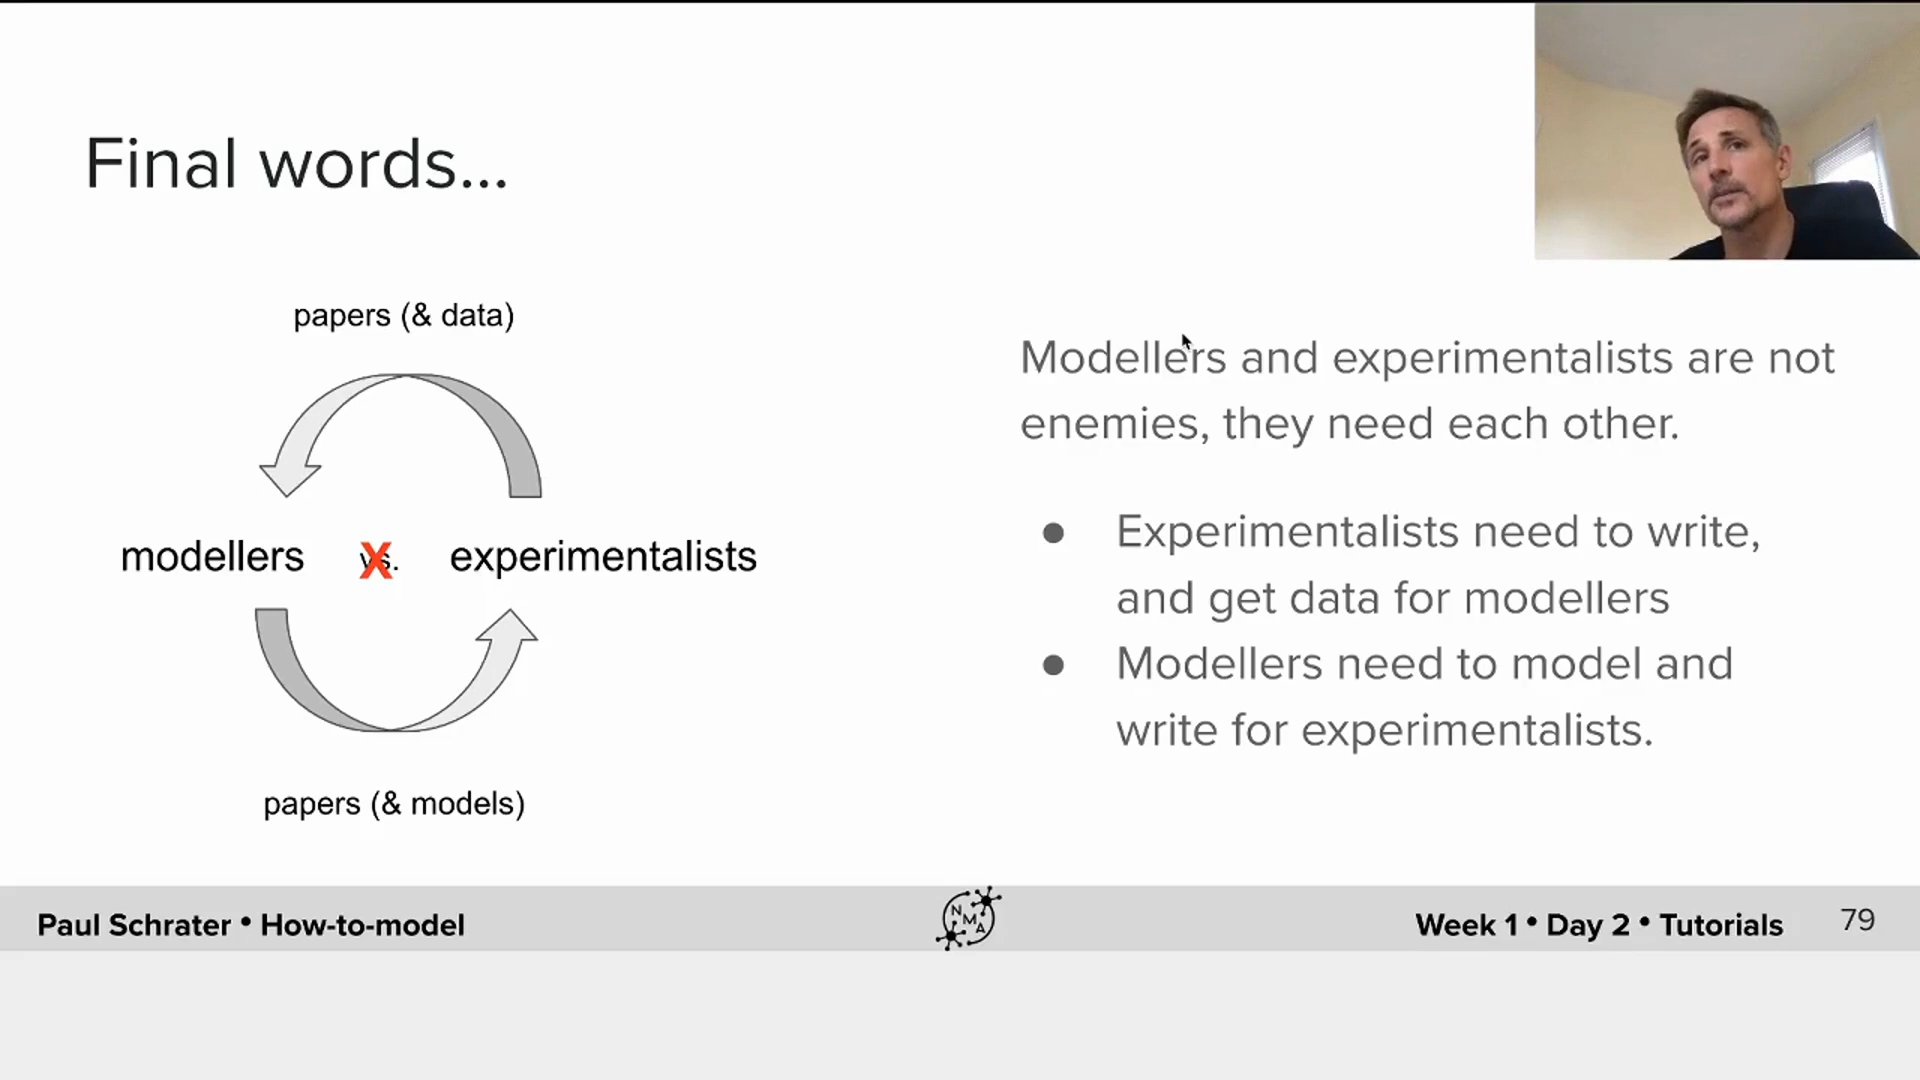 Final words...
papers (& data)
modellers vs. experimentalists
X
papers (& models)
Modellers and experimentalists are not
enemies, they need each other.
● Experimentalists need to write,
and get data for modellers
● Modellers need to model and
write for experimentalists.
Paul Schrater • How-to-model
NMA
Week 1 • Day 2 • Tutorials
79